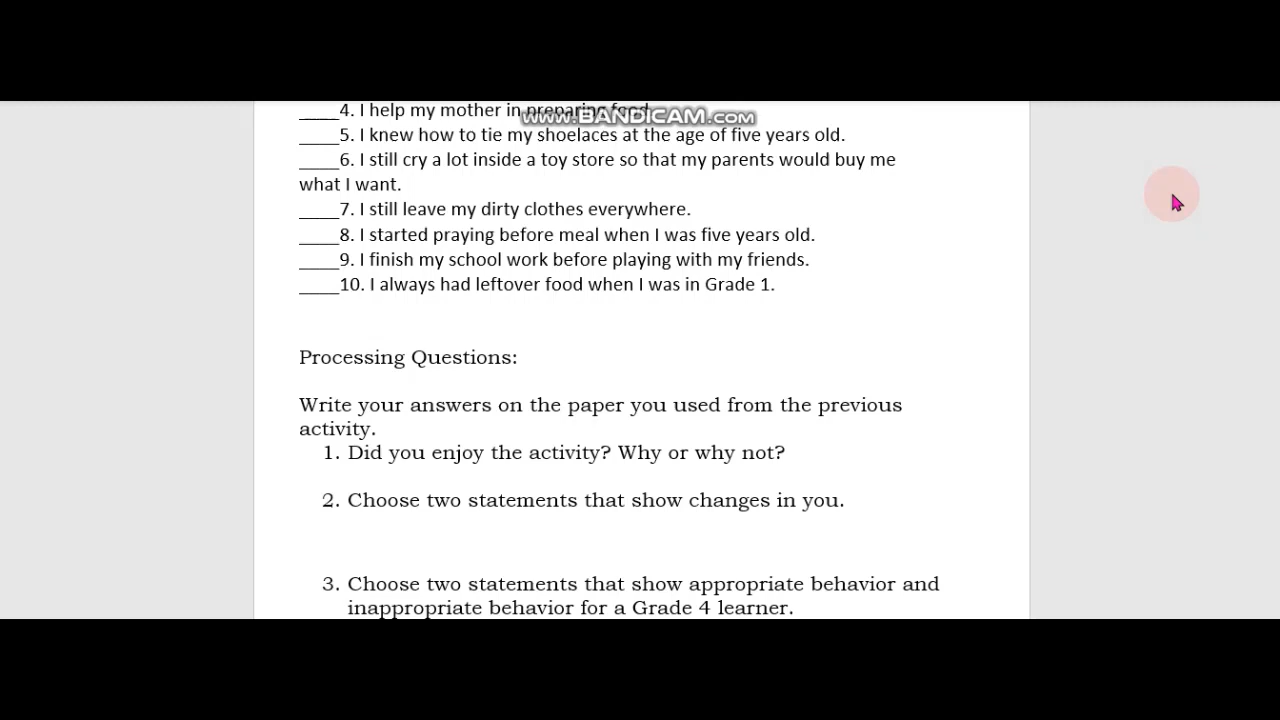 ____4. I help my mother in preparing food.
www.BANDICAM.com
____5. I knew how to tie my shoelaces at the age of five years old.
____6. I still cry a lot inside a toy store so that my parents would buy me
what I want.
____7. I still leave my dirty clothes everywhere.
____8. I started praying before meal when I was five years old.
____9. I finish my school work before playing with my friends.
____10. I always had leftover food when I was in Grade 1.
Processing Questions:
Write your answers on the paper you used from the previous
activity.
1. Did you enjoy the activity? Why or why not?
2. Choose two statements that show changes in you.
3. Choose two statements that show appropriate behavior and
inappropriate behavior for a Grade 4 learner.